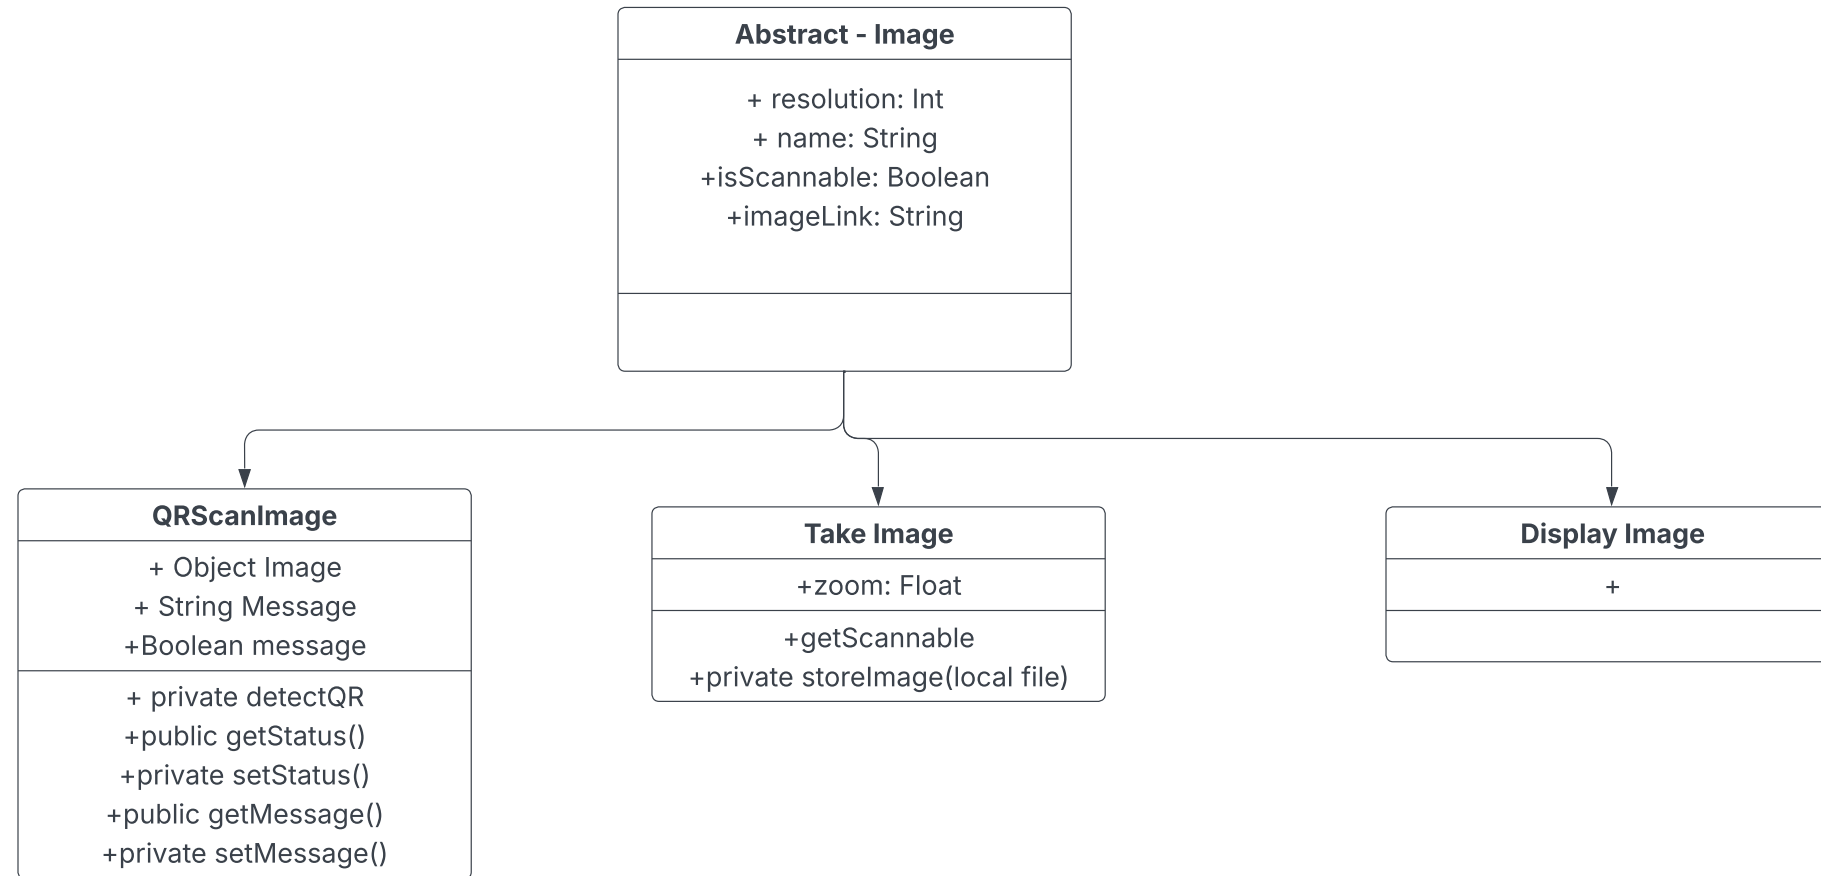 Abstract - Image
+ resolution: Int
+ name: String
+isScannable: Boolean
+imageLink: String
QRScanImage
+ Object Image
+ String Message
+Boolean message
+ private detectQR
+public getStatus()
+private setStatus()
+public getMessage()
+private setMessage()
Take Image
+zoom: Float
+getScannable
+private storeImage(local file)
Display Image
+